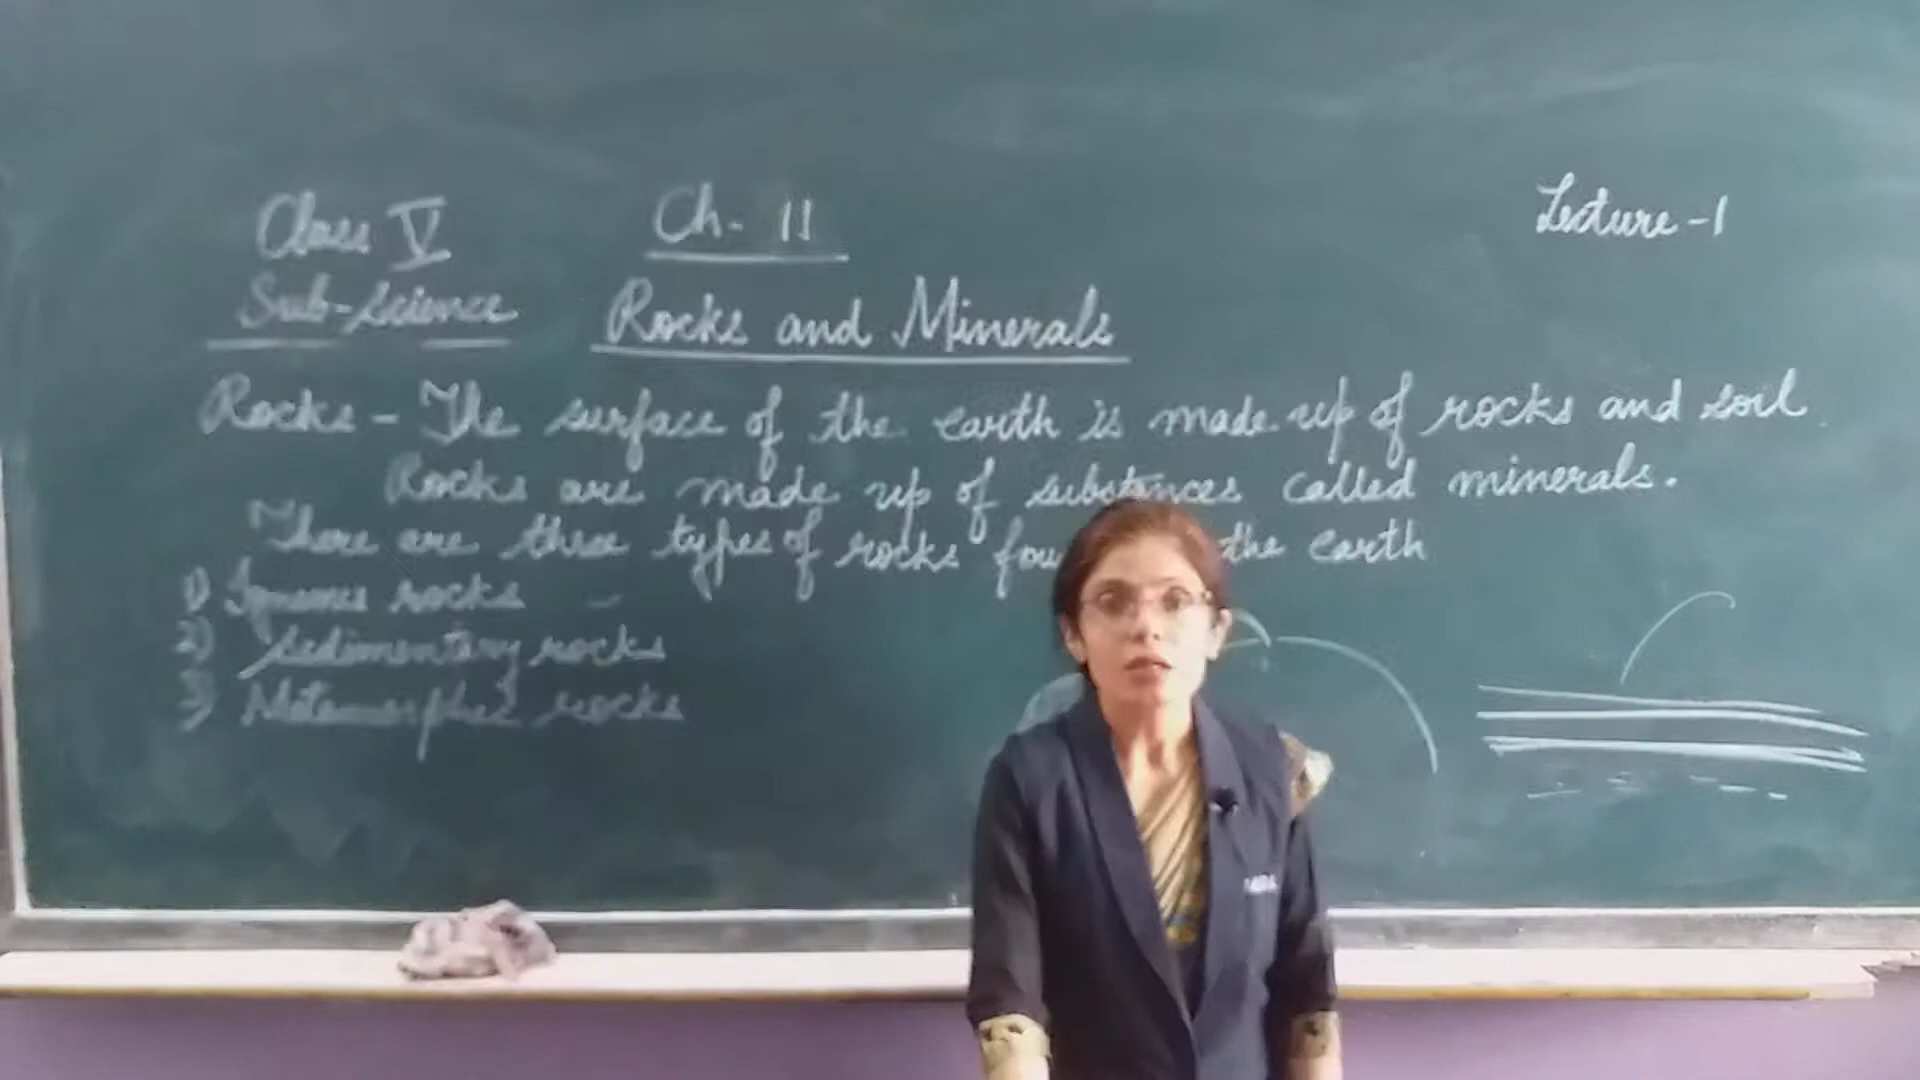 Class V
Ch- 11
Lecture-1
Sub-Science
Rocks and Minerals
Rocks - The surface of the earth is made up of rocks and soil.
Rocks are made up of substances called minerals.
There are three types of rocks fou the earth
1) Igneous rocks -
2) Sedimentary rocks
3) Metamorphic rocks